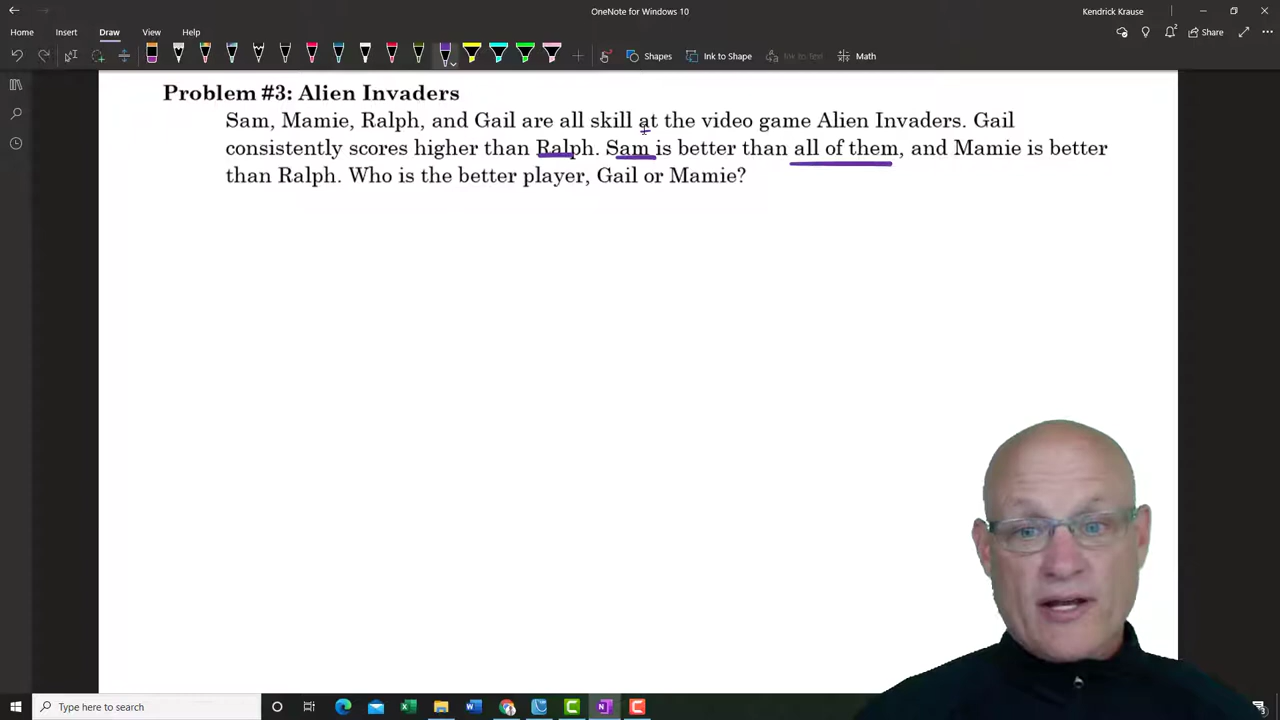 OneNote for Windows 10
Kendrick Krause
Home Insert Draw View Help
Share
Shapes Ink to Shape Ink to Text Math
Problem #3: Alien Invaders
Sam, Mamie, Ralph, and Gail are all skill at the video game Alien Invaders. Gail
consistently scores higher than Ralph. Sam is better than all of them, and Mamie is better
than Ralph. Who is the better player, Gail or Mamie?
Type here to search